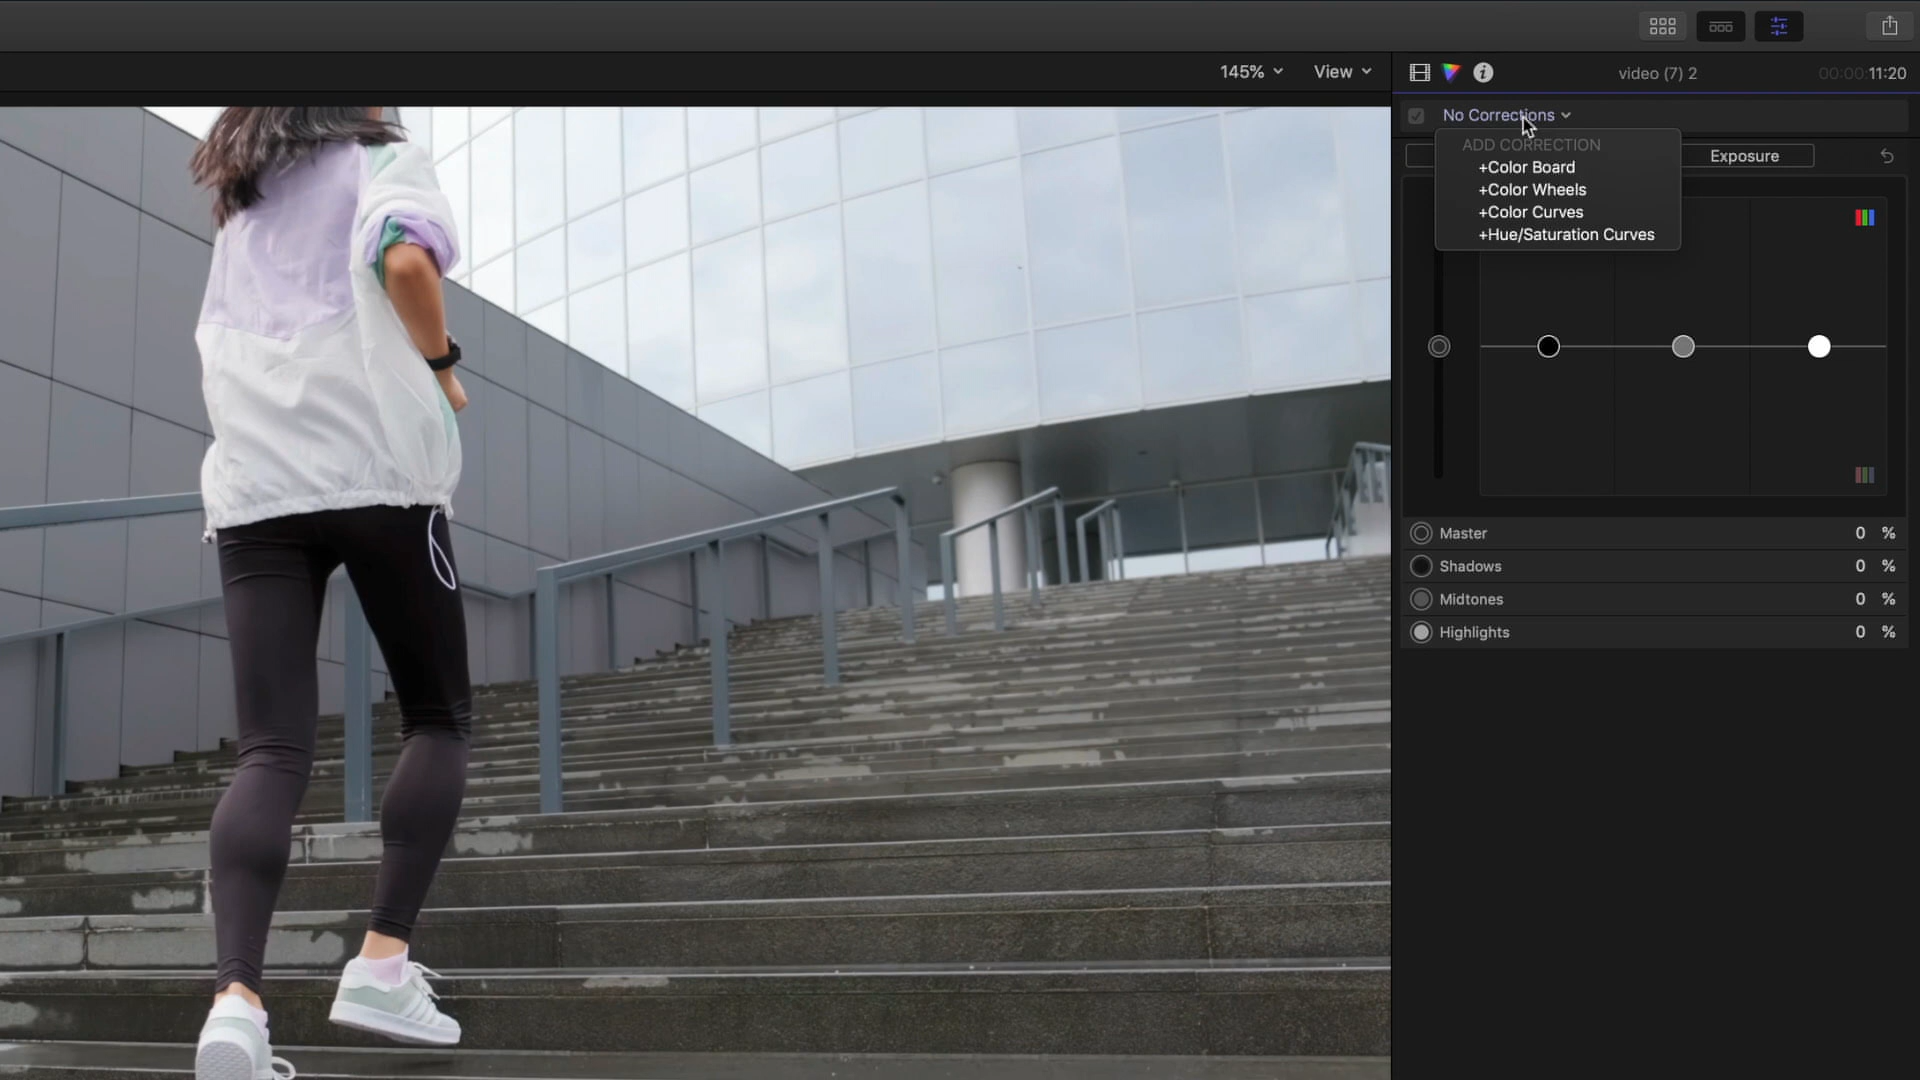 145%
View
video (7) 2
00:00:11:20
No Corrections
ADD CORRECTION
+Color Board
+Color Wheels
+Color Curves
+Hue/Saturation Curves
Exposure
Master 0 %
Shadows 0 %
Midtones 0 %
Highlights 0 %